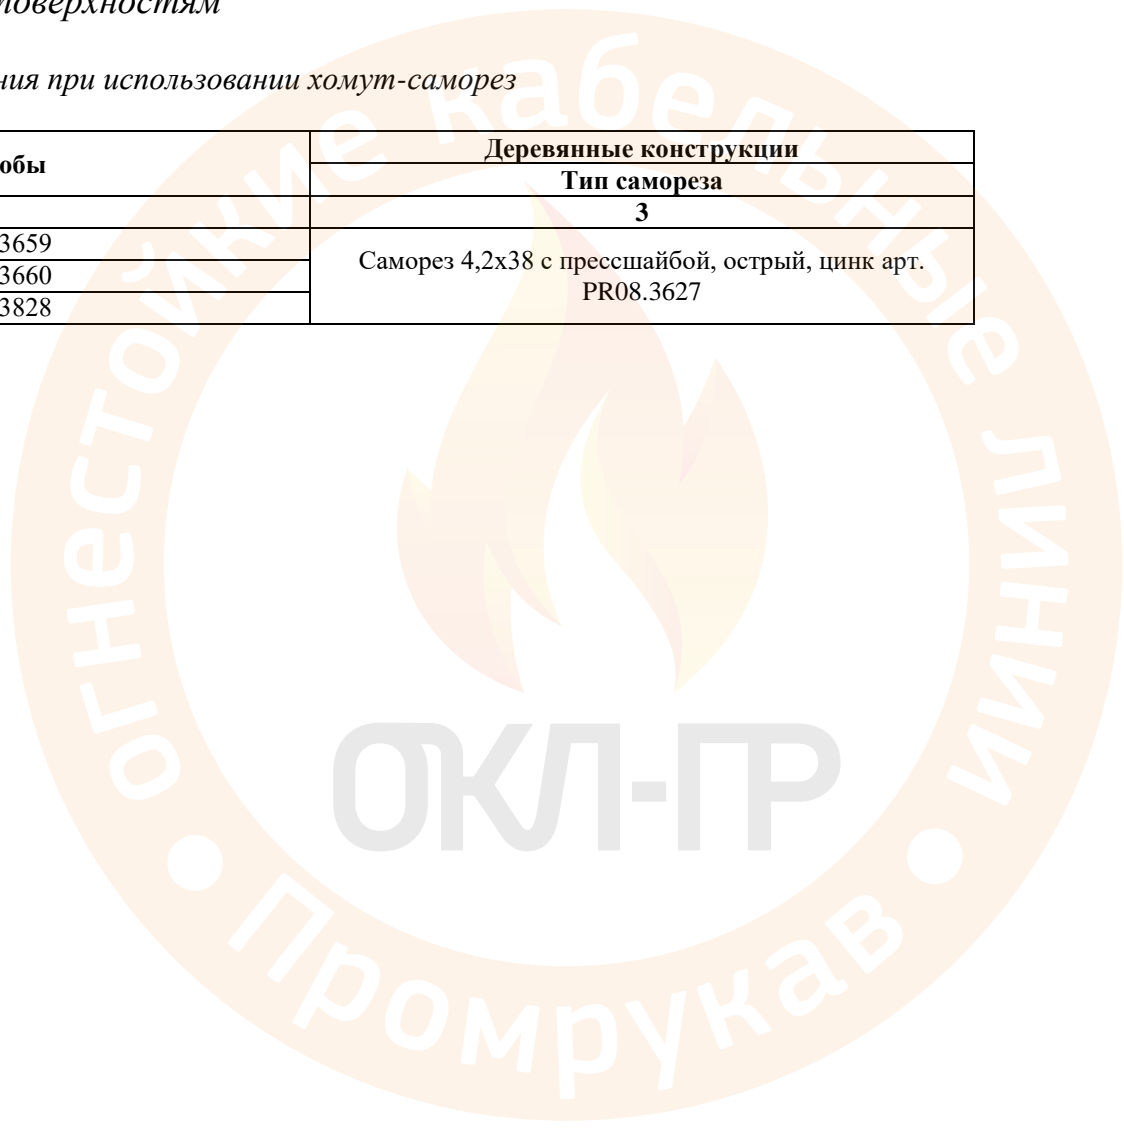 поверхностям
ния при использовании хомут-саморез
обы
Деревянные конструкции
Тип самореза
3
3659
3660
3828
Саморез 4,2х38 с прессшайбой, острый, цинк арт.
PR08.3627
огнестойкие кабельные линии
ОКЛ-ПР
Промрукав